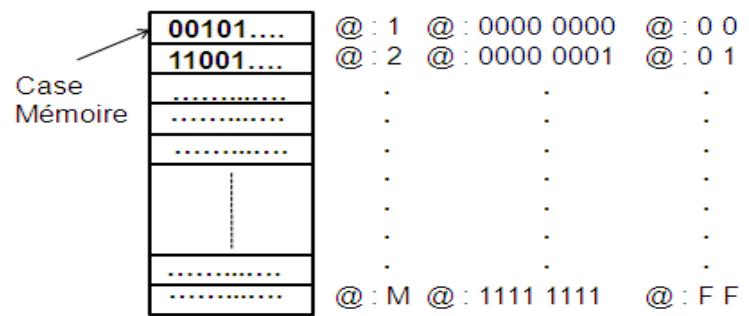 00101.... @ : 1 @ : 0000 0000 @ : 0 0
11001.... @ : 2 @ : 0000 0001 @ : 0 1
Case
Mémoire
............ . . .
............ . . .
............ . . .
. . .
. . .
. . .
............ . . .
............ @ : M @ : 1111 1111 @ : F F